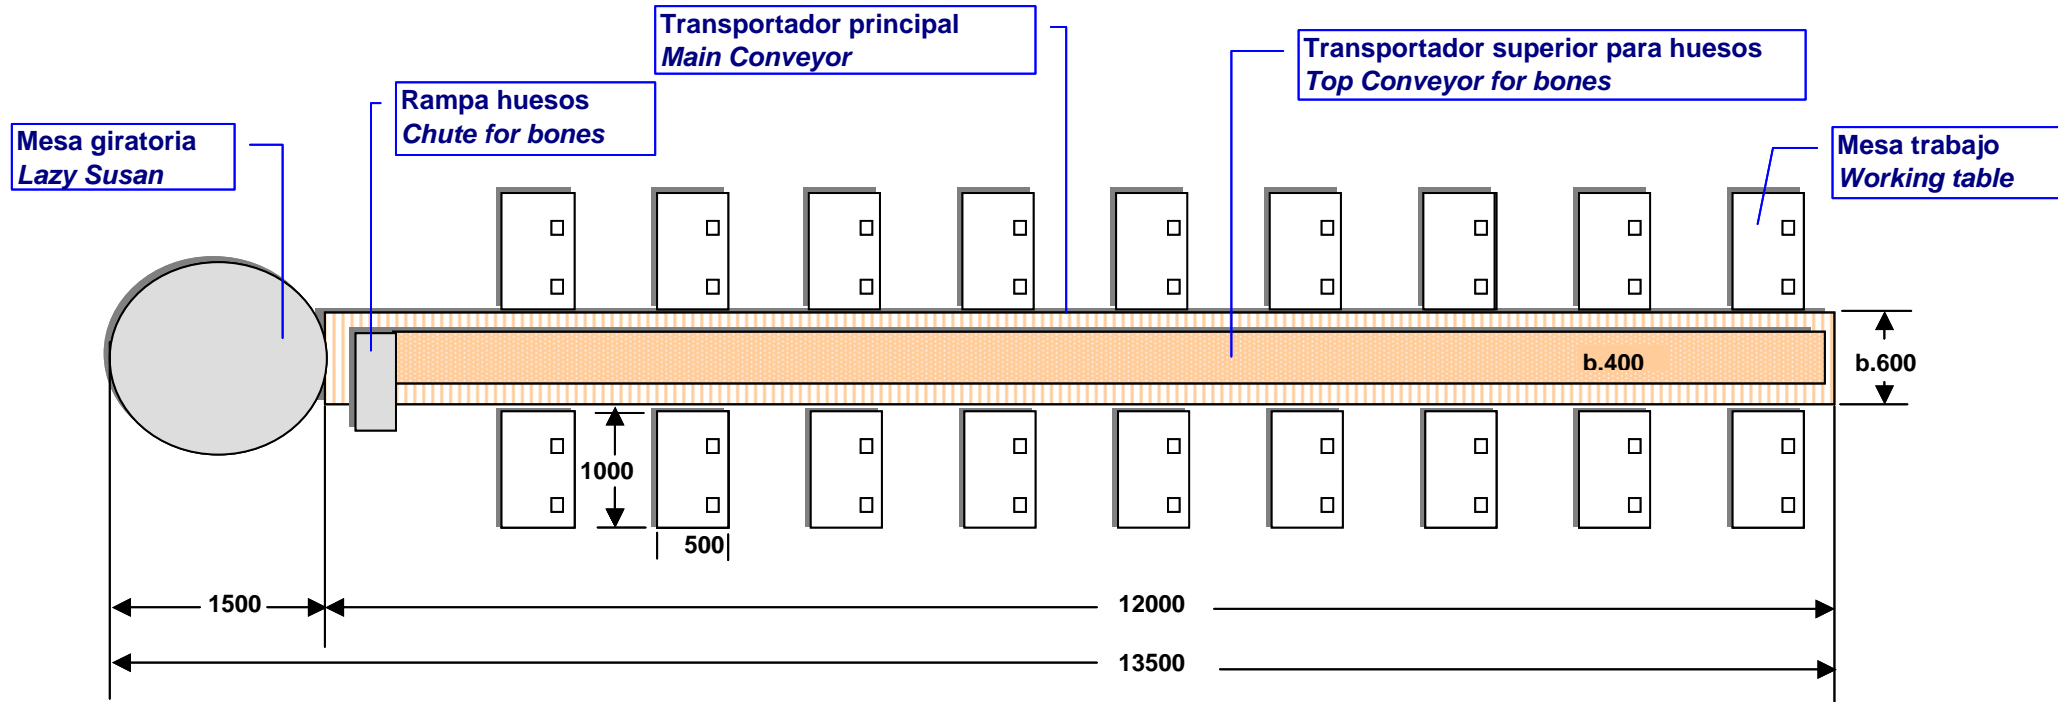 Transportador principal
Main Conveyor
Transportador superior para huesos
Top Conveyor for bones
Rampa huesos
Chute for bones
Mesa giratoria
Lazy Susan
Mesa trabajo
Working table
b.400
b.600
1000
500
1500
12000
13500